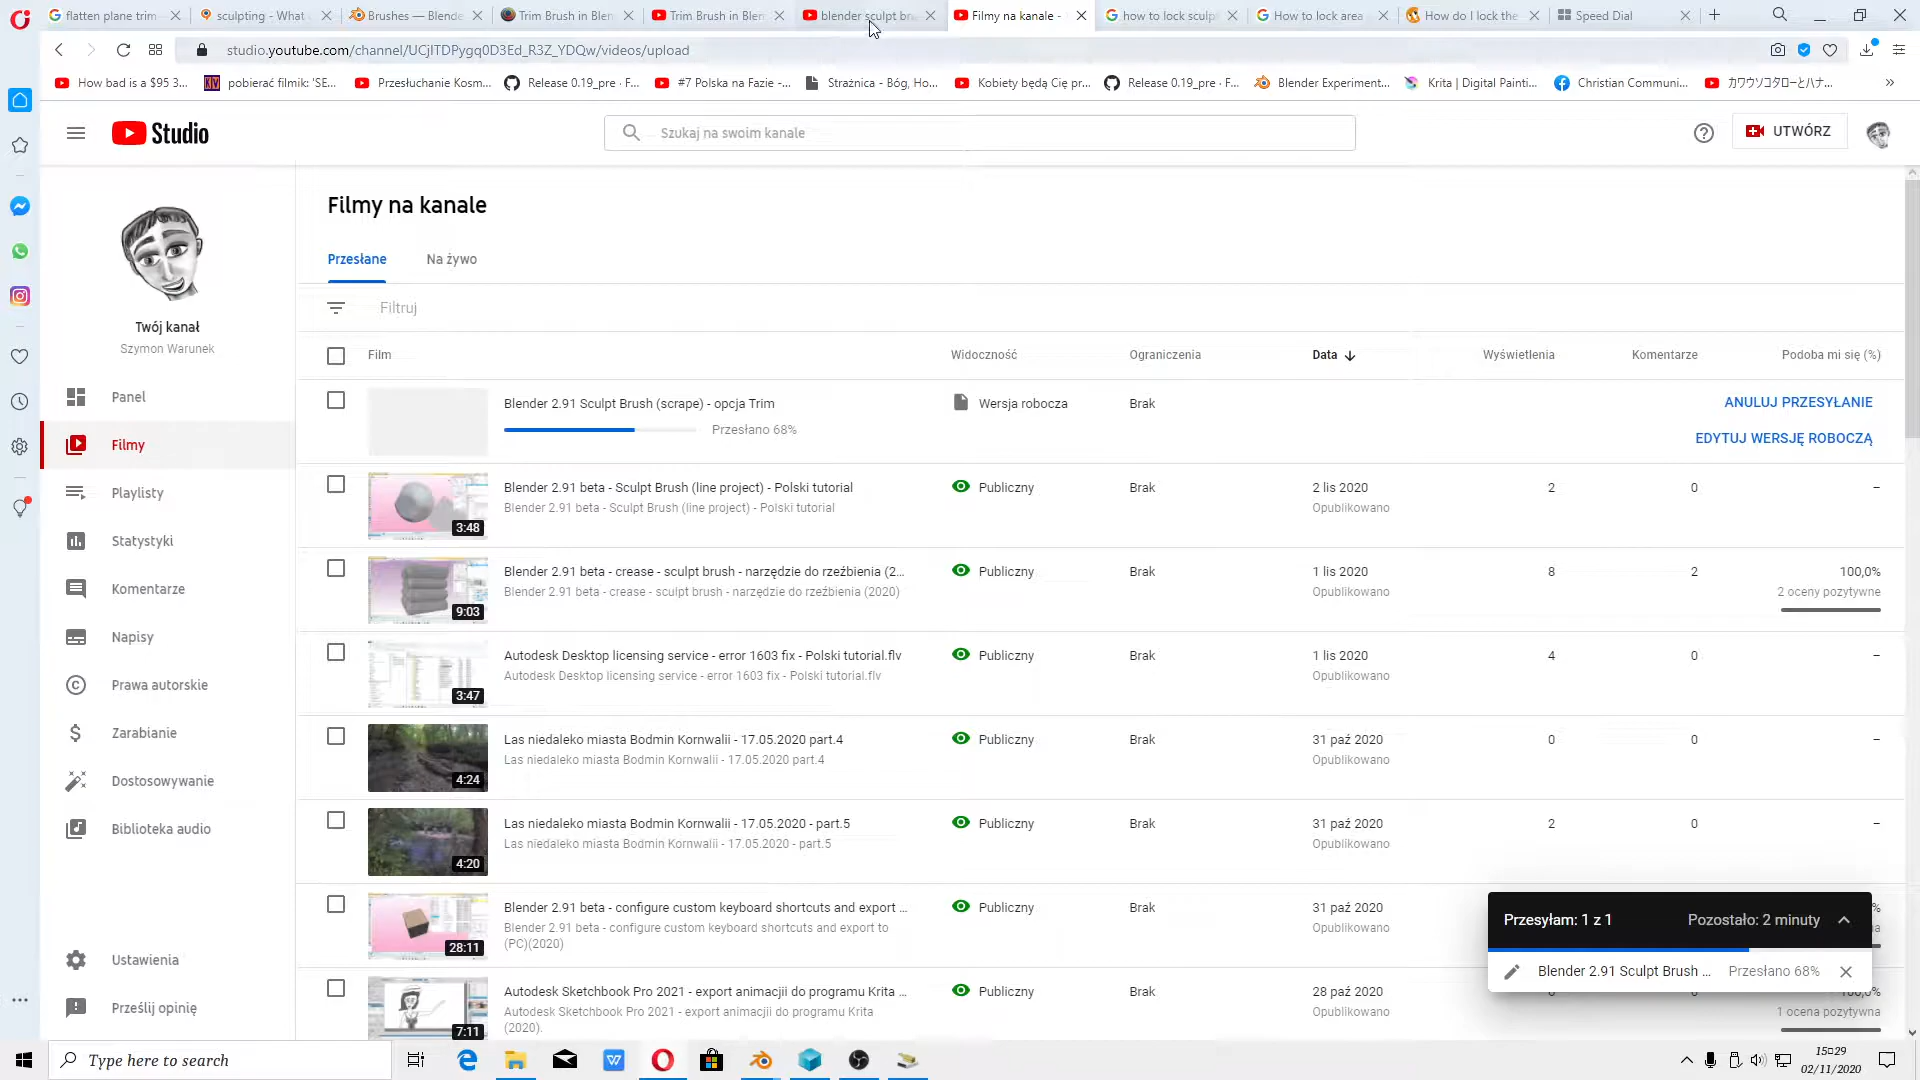 flatten plane trim
sculpting - What
Brushes — Blende
Trim Brush in Blen
Trim Brush in Blen
blender sculpt br
Filmy na kanale -
how to lock sculp
How to lock area
How do I lock the
Speed Dial
studio.youtube.com/channel/UCjITDPygq0D3Ed_R3Z_YDQw/videos/upload
How bad is a $95 3...
pobierać filmik: 'SE...
Przesłuchanie Kosm...
Release 0.19_pre · F...
#7 Polska na Fazie -...
Strażnica - Bóg, Ho...
Kobiety będą Cię pr...
Release 0.19_pre · F...
Blender Experiment...
Krita | Digital Painti...
Christian Communi...
カワウソコタローとハナ...
»
Studio
Szukaj na swoim kanale
UTWÓRZ
Twój kanał
Szymon Warunek
Panel
Filmy
Playlisty
Statystyki
Komentarze
Napisy
Prawa autorskie
Zarabianie
Dostosowywanie
Biblioteka audio
Ustawienia
Prześlij opinię
Filmy na kanale
Przesłane
Na żywo
Filtruj
Film
Widoczność
Ograniczenia
Data
Wyświetlenia
Komentarze
Podoba mi się (%)
Blender 2.91 Sculpt Brush (scrape) - opcja Trim
Przesłano 68%
Wersja robocza
Brak
ANULUJ PRZESYŁANIE
EDYTUJ WERSJĘ ROBOCZĄ
3:48
Blender 2.91 beta - Sculpt Brush (line project) - Polski tutorial
Blender 2.91 beta - Sculpt Brush (line project) - Polski tutorial
Publiczny
Brak
2 lis 2020
Opublikowano
2
0
–
9:03
Blender 2.91 beta - crease - sculpt brush - narzędzie do rzeźbienia (2...
Blender 2.91 beta - crease - sculpt brush - narzędzie do rzeźbienia (2020)
Publiczny
Brak
1 lis 2020
Opublikowano
8
2
100,0%
2 oceny pozytywne
3:47
Autodesk Desktop licensing service - error 1603 fix - Polski tutorial.flv
Autodesk Desktop licensing service - error 1603 fix - Polski tutorial.flv
Publiczny
Brak
1 lis 2020
Opublikowano
4
0
–
4:24
Las niedaleko miasta Bodmin Kornwalii - 17.05.2020 part.4
Las niedaleko miasta Bodmin Kornwalii - 17.05.2020 part.4
Publiczny
Brak
31 paź 2020
Opublikowano
0
0
–
4:20
Las niedaleko miasta Bodmin Kornwalii - 17.05.2020 - part.5
Las niedaleko miasta Bodmin Kornwalii - 17.05.2020 - part.5
Publiczny
Brak
31 paź 2020
Opublikowano
2
0
–
28:11
Blender 2.91 beta - configure custom keyboard shortcuts and export ...
Blender 2.91 beta - configure custom keyboard shortcuts and export to
(PC)(2020)
Publiczny
Brak
31 paź 2020
Opublikowano
7:11
Autodesk Sketchbook Pro 2021 - export animacjii do programu Krita ...
Autodesk Sketchbook Pro 2021 - export animacjii do programu Krita
(2020).
Publiczny
Brak
28 paź 2020
Opublikowano
1 ocena pozytywna
Przesyłam: 1 z 1
Pozostało: 2 minuty
Blender 2.91 Sculpt Brush ...
Przesłano 68%
Type here to search
15:29
02/11/2020